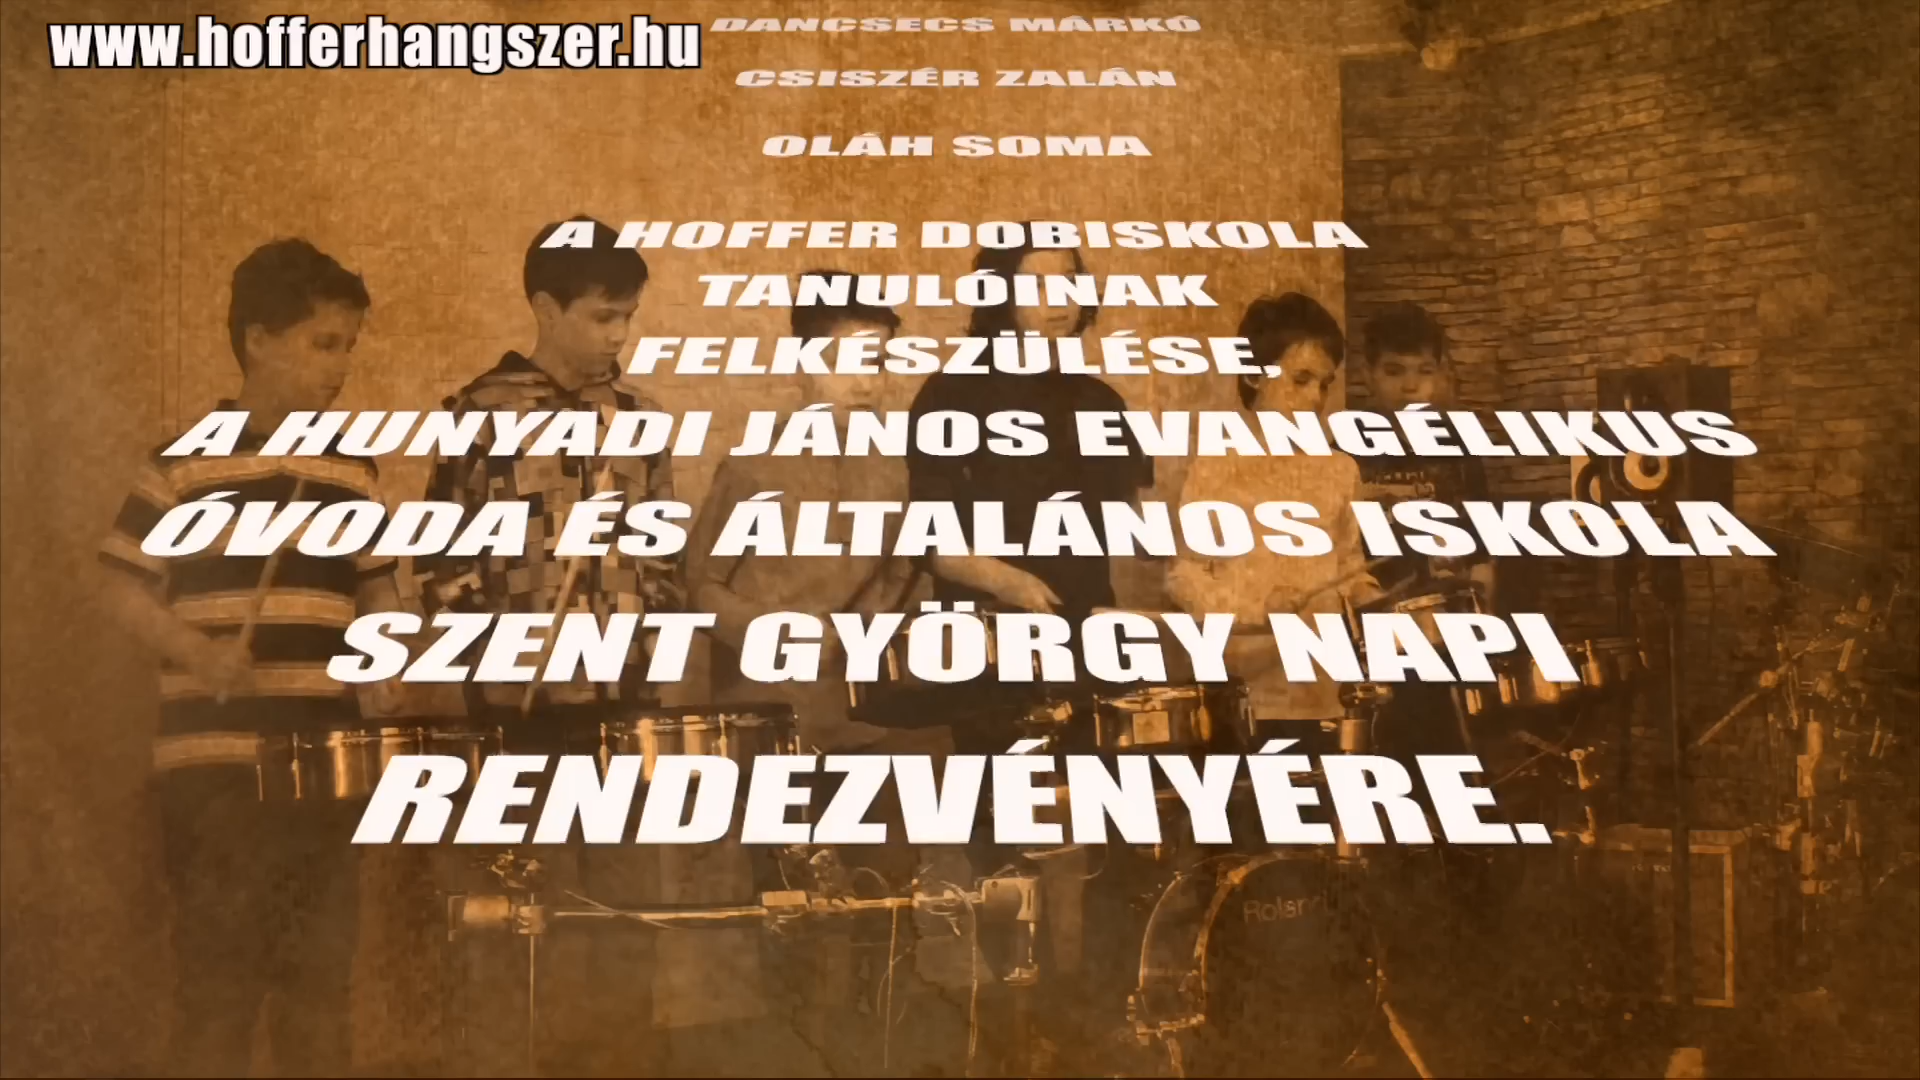 www.hofferhangszer.hu
DANCSECS MÁRKÓ
CSISZÉR ZALÁN
OLÁH SOMA
A HOFFER DOBISKOLA
TANULÓINAK
FELKÉSZÜLÉSE,
A HUNYADI JÁNOS EVANGÉLIKUS
ÓVODA ÉS ÁLTALÁNOS ISKOLA
SZENT GYÖRGY NAPI
RENDEZVÉNYÉRE.
Roland